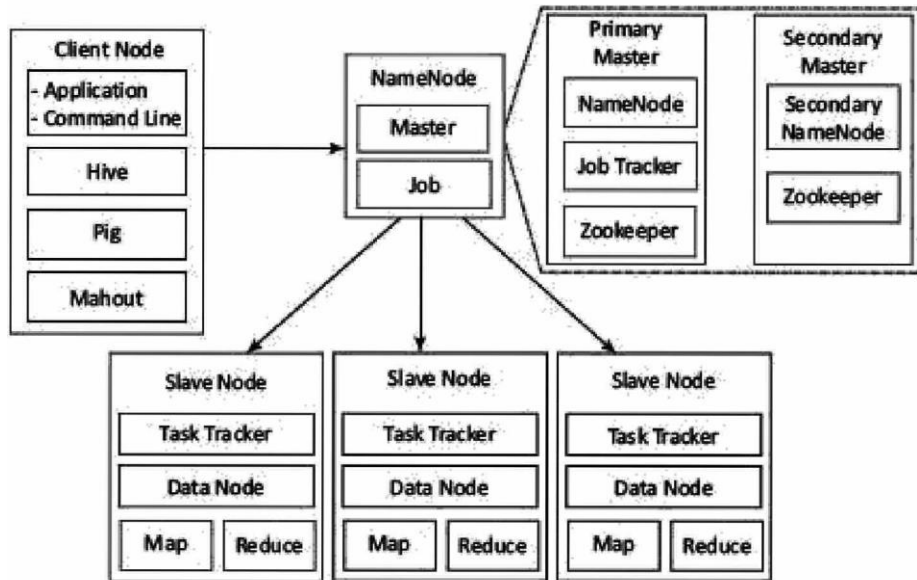 Client Node
- Application
- Command Line
Hive
Pig
Mahout
NameNode
Master
Job
Primary
Master
NameNode
Job Tracker
Zookeeper
Secondary
Master
Secondary
NameNode
Zookeeper
Slave Node
Task Tracker
Data Node
Map
Reduce
Slave Node
Task Tracker
Data Node
Map
Reduce
Slave Node
Task Tracker
Data Node
Map
Reduce